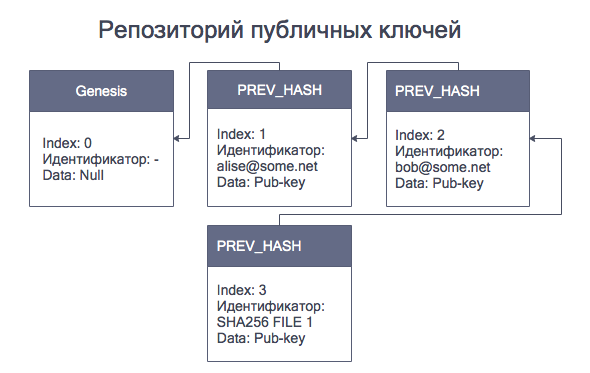 Репозиторий публичных ключей
Genesis
Index: 0
Идентификатор: -
Data: Null
PREV_HASH
Index: 1
Идентификатор:
alise@some.net
Data: Pub-key
PREV_HASH
Index: 2
Идентификатор:
bob@some.net
Data: Pub-key
PREV_HASH
Index: 3
Идентификатор:
SHA256 FILE 1
Data: Pub-key